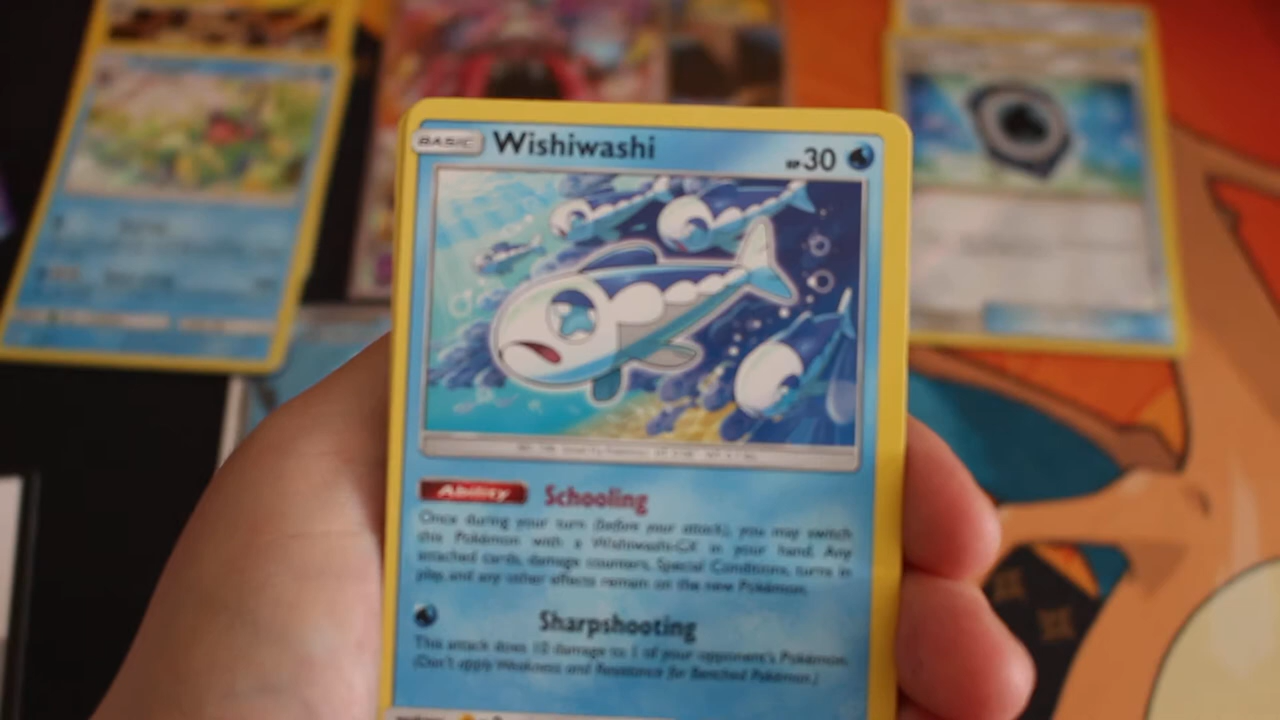 BASIC Wishiwashi HP 30
Ability Schooling
Once during your turn (before your attack), you may switch
this Pokémon with a Wishiwashi-GX in your hand. Any
attached cards, damage counters, Special Conditions, turns in
play, and any other effects remain on the new Pokémon.
Sharpshooting
This attack does 10 damage to 1 of your opponent's Pokémon.
(Don't apply Weakness and Resistance for Benched Pokémon.)